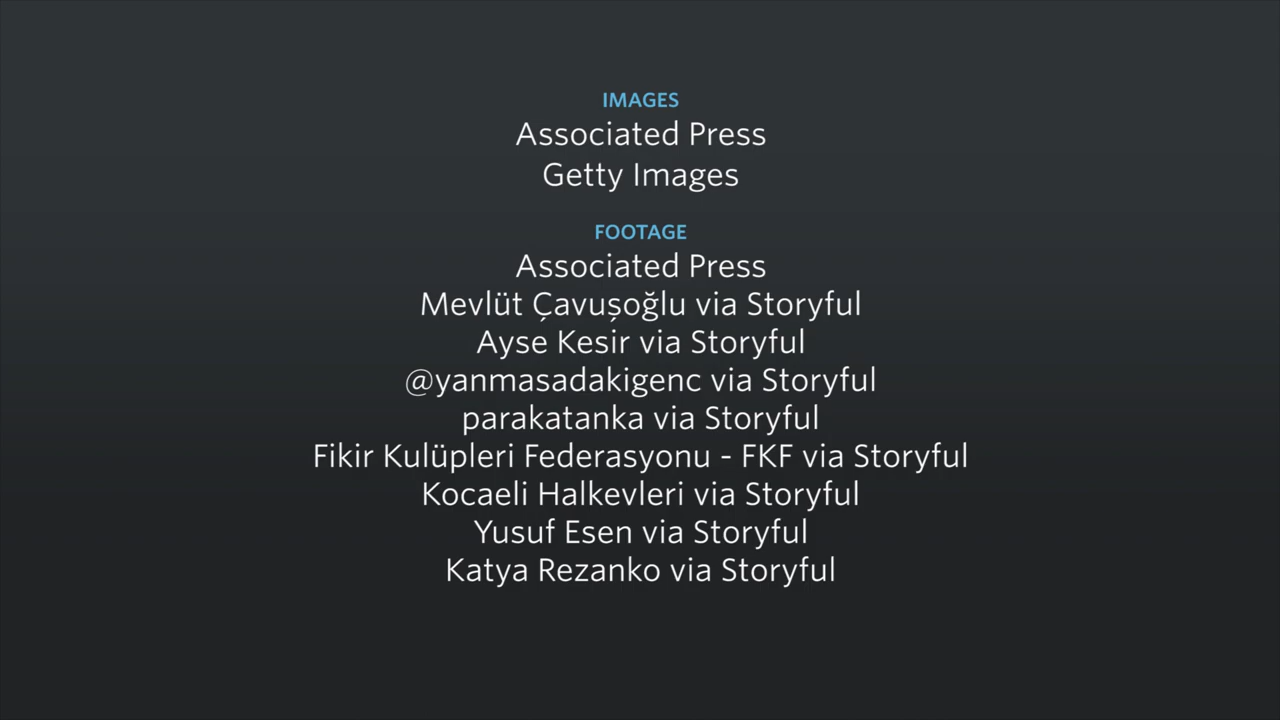 IMAGES
Associated Press
Getty Images
FOOTAGE
Associated Press
Mevlüt Çavuşoğlu via Storyful
Ayse Kesir via Storyful
@yanmasadakigenc via Storyful
parakatanka via Storyful
Fikir Kulüpleri Federasyonu - FKF via Storyful
Kocaeli Halkevleri via Storyful
Yusuf Esen via Storyful
Katya Rezanko via Storyful